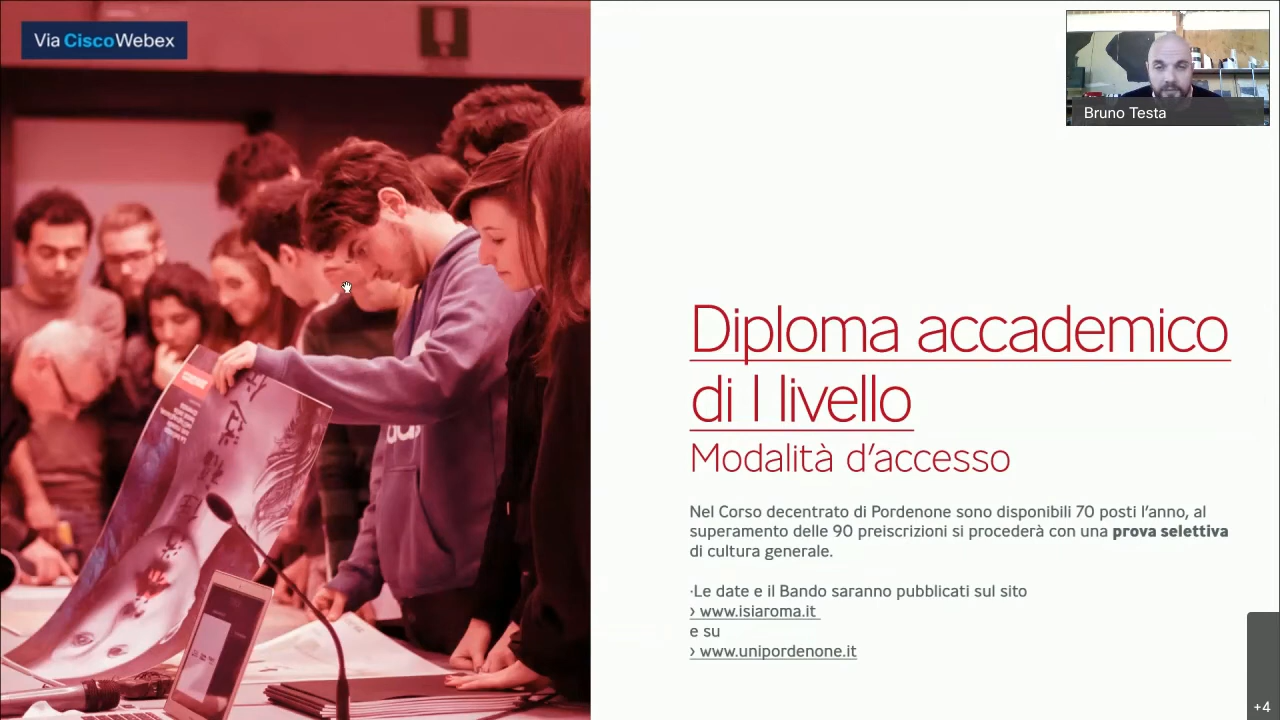 Via CiscoWebex
Bruno Testa
Diploma accademico
di I livello
Modalità d’accesso
Nel Corso decentrato di Pordenone sono disponibili 70 posti l’anno, al
superamento delle 90 preiscrizioni si procederà con una prova selettiva
di cultura generale.
·Le date e il Bando saranno pubblicati sul sito
› www.isiaroma.it
e su
› www.unipordenone.it
+4